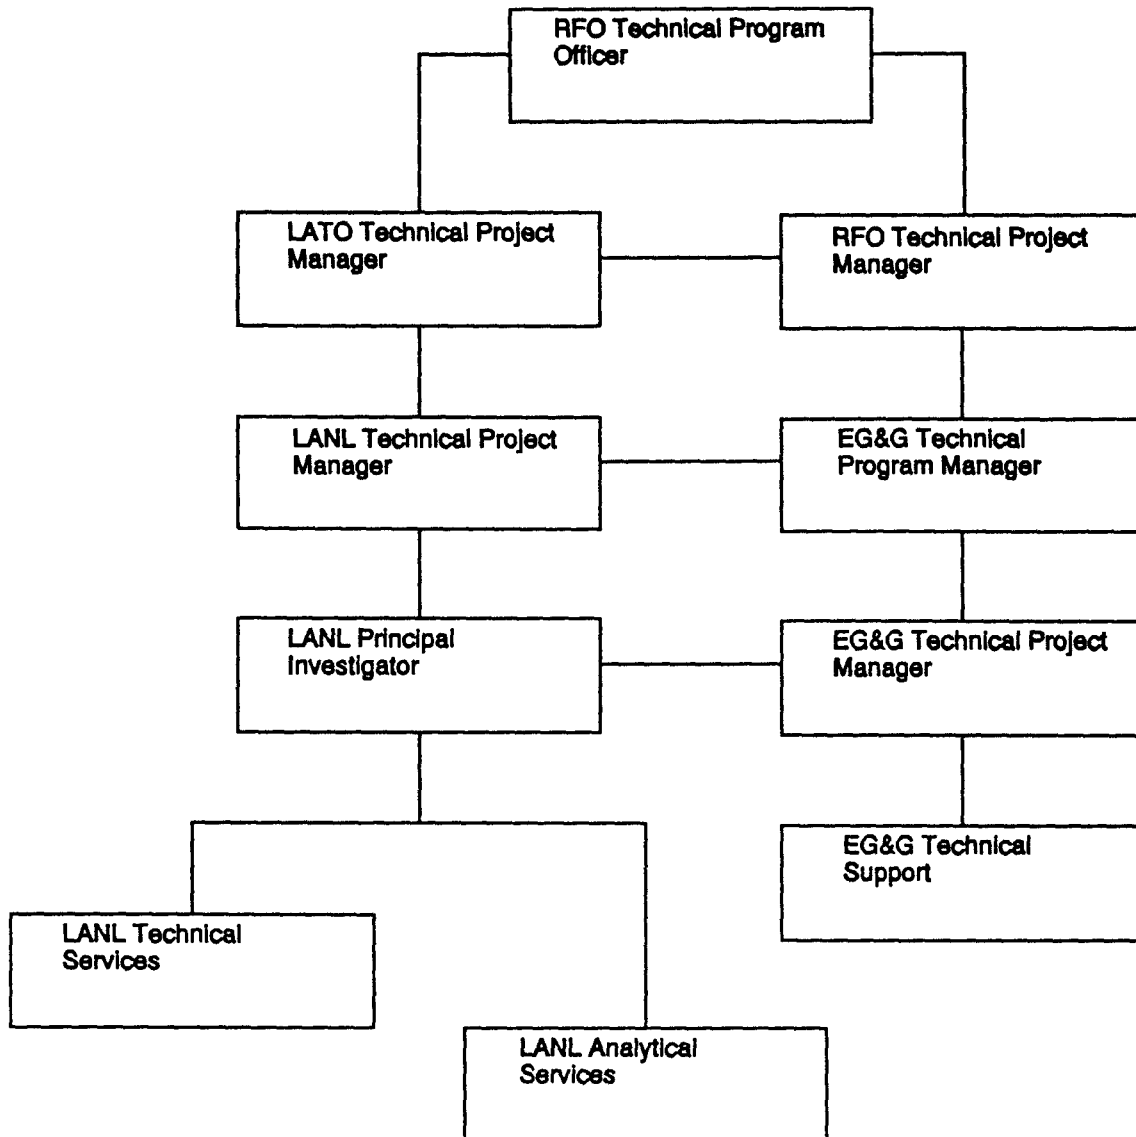 RFO Technical Program
Officer
LATO Technical Project
Manager
RFO Technical Project
Manager
LANL Technical Project
Manager
EG&G Technical
Program Manager
LANL Principal
Investigator
EG&G Technical Project
Manager
EG&G Technical
Support
LANL Technical
Services
LANL Analytical
Services